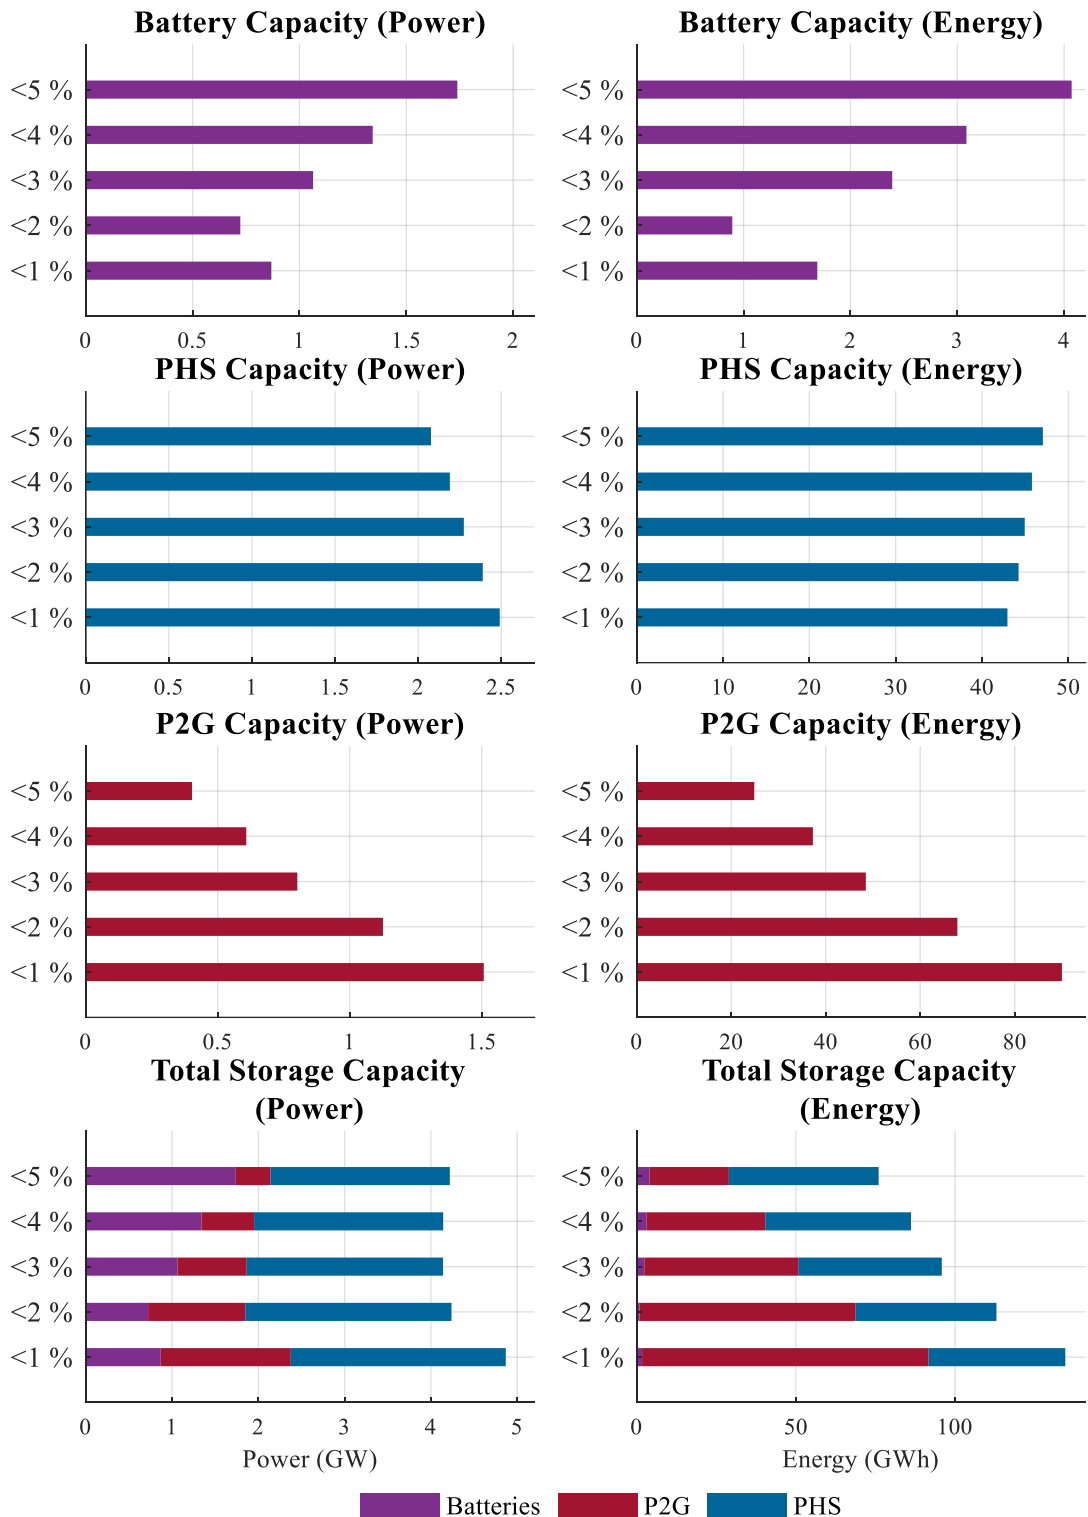 Battery Capacity (Power)
<5 %
<4 %
<3 %
<2 %
<1 %
0 0.5 1 1.5 2
Battery Capacity (Energy)
<5 %
<4 %
<3 %
<2 %
<1 %
0 1 2 3 4
PHS Capacity (Power)
<5 %
<4 %
<3 %
<2 %
<1 %
0 0.5 1 1.5 2 2.5
PHS Capacity (Energy)
<5 %
<4 %
<3 %
<2 %
<1 %
0 10 20 30 40 50
P2G Capacity (Power)
<5 %
<4 %
<3 %
<2 %
<1 %
0 0.5 1 1.5
P2G Capacity (Energy)
<5 %
<4 %
<3 %
<2 %
<1 %
0 20 40 60 80
Total Storage Capacity
(Power)
<5 %
<4 %
<3 %
<2 %
<1 %
0 1 2 3 4 5
Power (GW)
Total Storage Capacity
(Energy)
<5 %
<4 %
<3 %
<2 %
<1 %
0 50 100
Energy (GWh)
Batteries P2G PHS